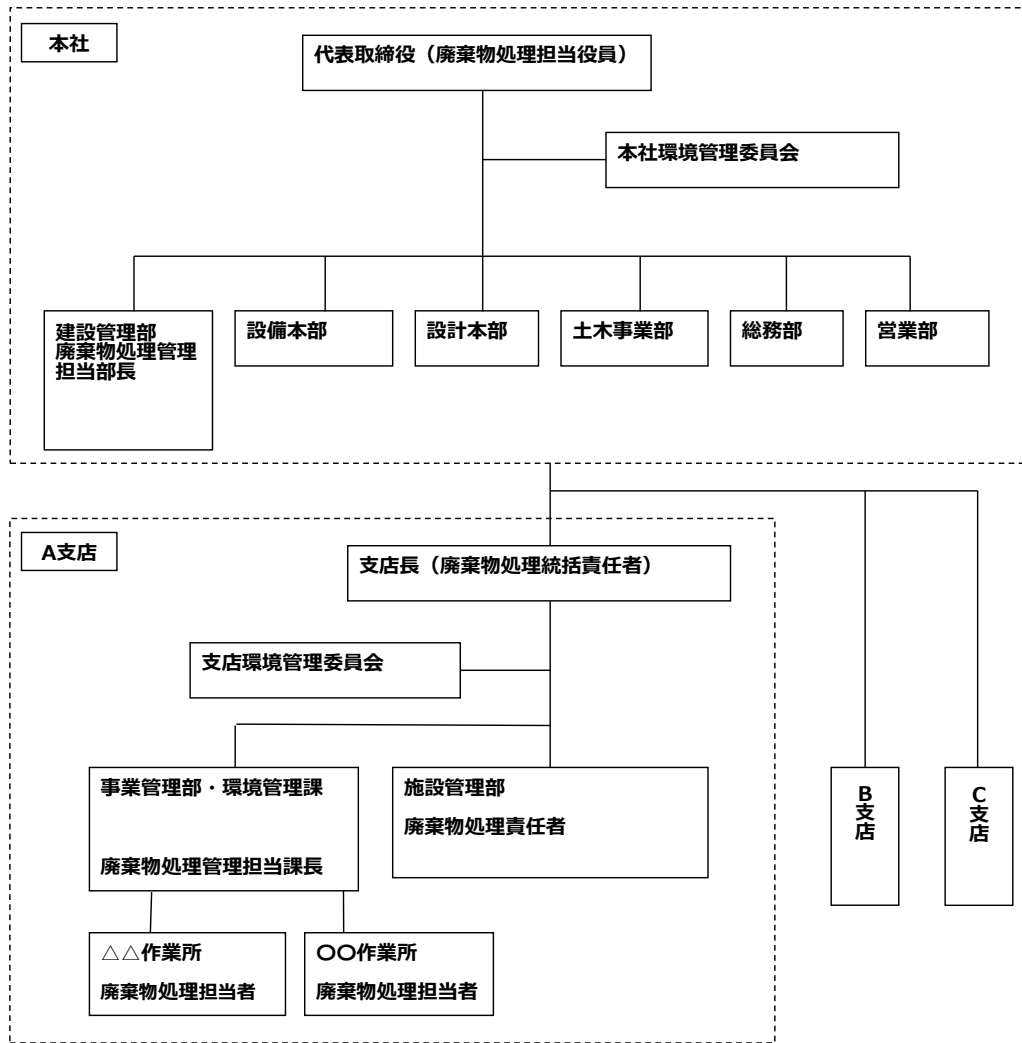 本社
代表取締役（廃棄物処理担当役員）
本社環境管理委員会
建設管理部
廃棄物処理管理
担当部長
設備本部
設計本部
土木事業部
総務部
営業部
A支店
支店長（廃棄物処理統括責任者）
支店環境管理委員会
事業管理部・環境管理課
廃棄物処理管理担当課長
施設管理部
廃棄物処理責任者
B支店
C支店
△△作業所
廃棄物処理担当者
〇〇作業所
廃棄物処理担当者